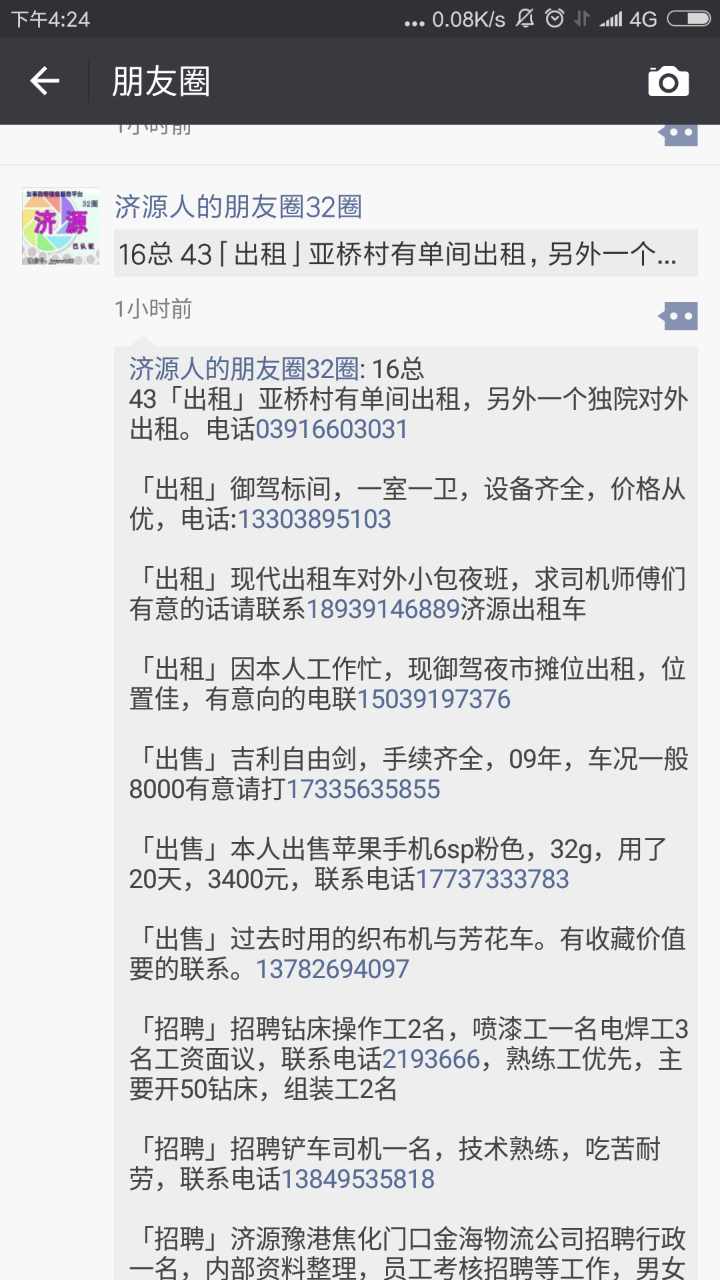 下午4:24
... 0.08K/s
4G
朋友圈
1小时前
32圈
济源
济源人的朋友圈32圈
16总 43「出租」亚桥村有单间出租，另外一个...
1小时前
济源人的朋友圈32圈: 16总
43「出租」亚桥村有单间出租，另外一个独院对外
出租。电话03916603031
「出租」御驾标间，一室一卫，设备齐全，价格从
优，电话:13303895103
「出租」现代出租车对外小包夜班，求司机师傅们
有意的话请联系18939146889济源出租车
「出租」因本人工作忙，现御驾夜市摊位出租，位
置佳，有意向的电联15039197376
「出售」吉利自由剑，手续齐全，09年，车况一般
8000有意请打17335635855
「出售」本人出售苹果手机6sp粉色，32g，用了
20天，3400元，联系电话17737333783
「出售」过去时用的织布机与芳花车。有收藏价值
要的联系。13782694097
「招聘」招聘钻床操作工2名，喷漆工一名电焊工3
名工资面议，联系电话2193666，熟练工优先，主
要开50钻床，组装工2名
「招聘」招聘铲车司机一名，技术熟练，吃苦耐
劳，联系电话13849535818
「招聘」济源豫港焦化门口金海物流公司招聘行政
一名，内部资料整理，员工考核招聘等工作，男女